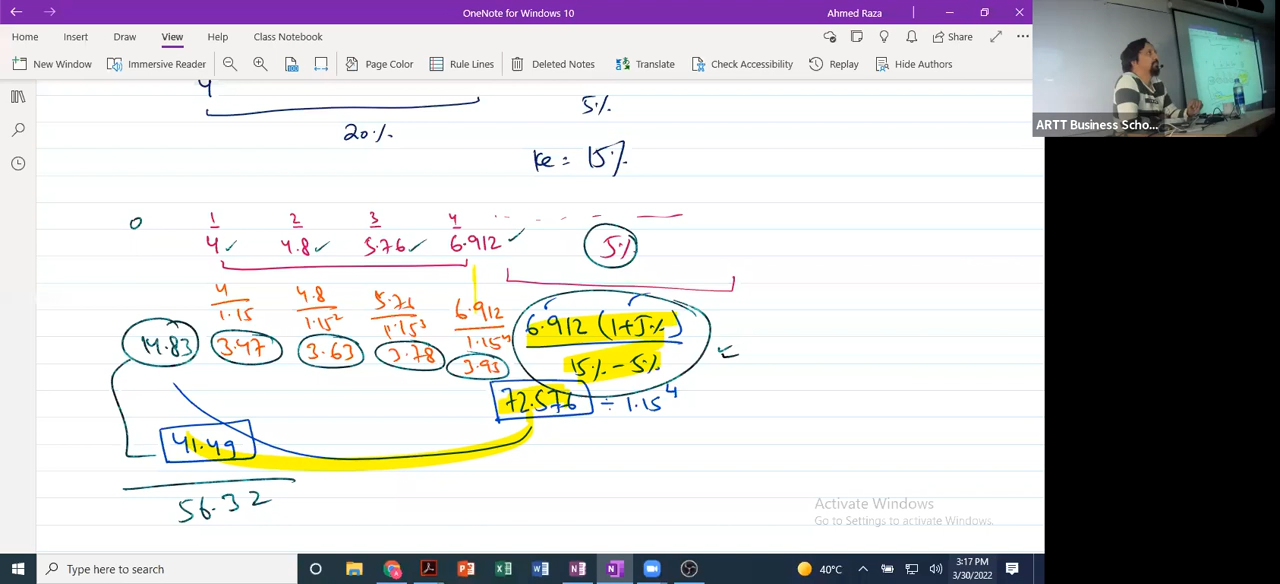 OneNote for Windows 10
Ahmed Raza
Home Insert Draw View Help Class Notebook
Share
New Window Immersive Reader Page Color Rule Lines Deleted Notes Translate Check Accessibility Replay Hide Authors
ARTT Business Scho...
4
20%
5%
Ke = 15%
0 1 2 3 4
4 4.8 5.76 6.912 5%
4 4.8 5.76 6.912 6.912 (1+5%)
1.15 1.15² 1.15³ 1.15⁴ 15% - 5%
14.83 3.47 3.63 3.78 3.93
72.576 ÷ 1.15⁴
41.49
56.32
Activate Windows
Go to Settings to activate Windows.
Type here to search
40°C
3:17 PM
3/30/2022